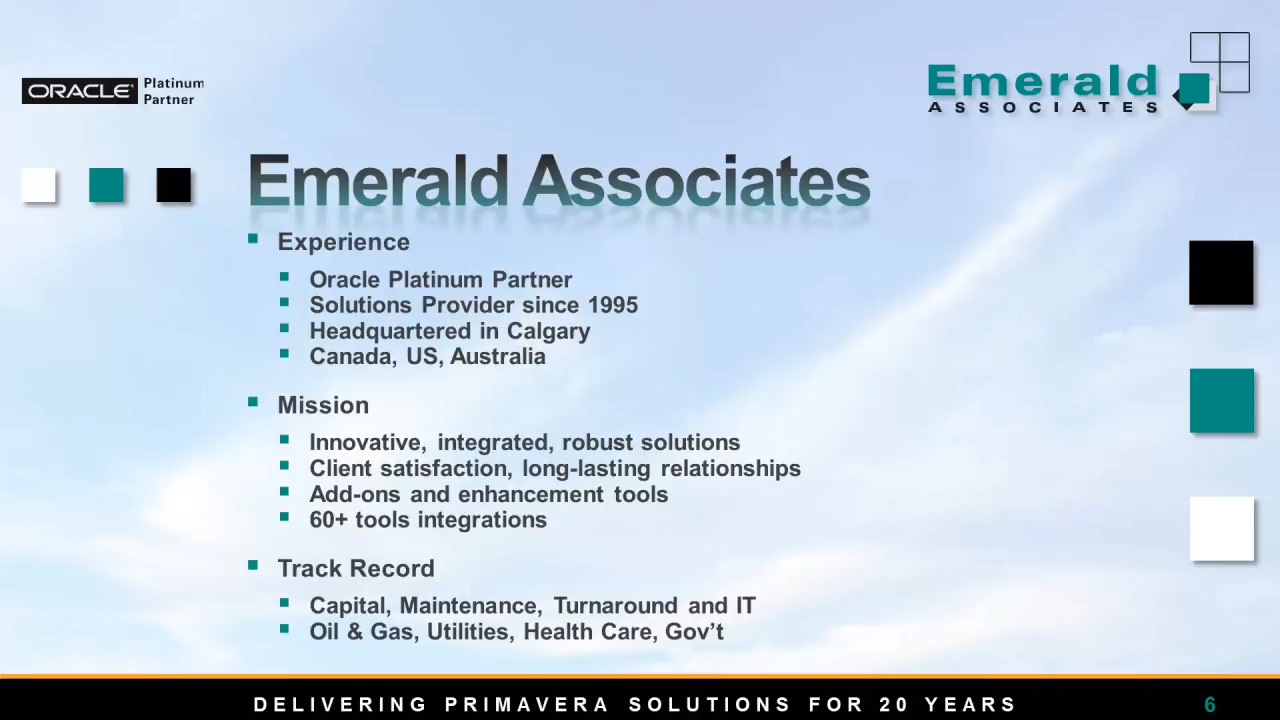 ORACLE Platinum
Partner
Emerald
ASSOCIATES
Emerald Associates
Experience
Oracle Platinum Partner
Solutions Provider since 1995
Headquartered in Calgary
Canada, US, Australia
Mission
Innovative, integrated, robust solutions
Client satisfaction, long-lasting relationships
Add-ons and enhancement tools
60+ tools integrations
Track Record
Capital, Maintenance, Turnaround and IT
Oil & Gas, Utilities, Health Care, Gov’t
DELIVERING PRIMAVERA SOLUTIONS FOR 20 YEARS
6